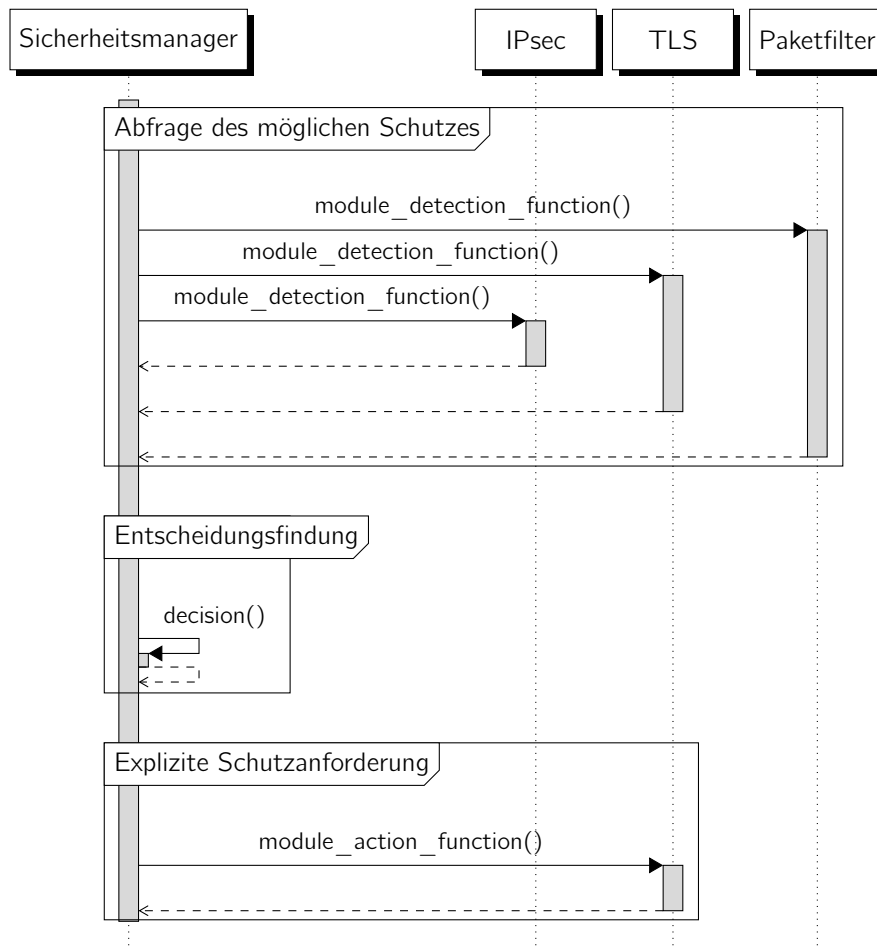 Sicherheitsmanager
IPsec
TLS
Paketfilter
Abfrage des möglichen Schutzes
module_detection_function()
module_detection_function()
module_detection_function()
Entscheidungsfindung
decision()
Explizite Schutzanforderung
module_action_function()